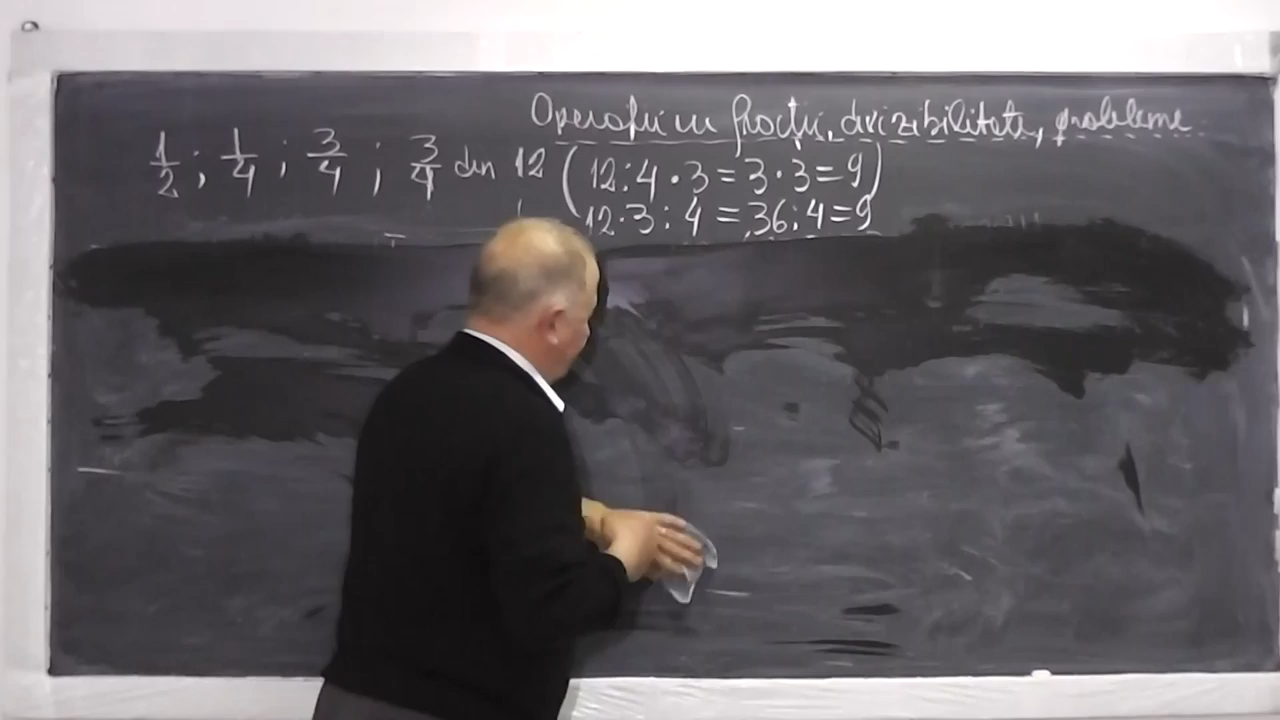 Operații cu fracții, divizibilitate, probleme
1/2 ; 1/4 ; 3/4 ; 3/4 din 12 (12:4·3=3·3=9)
12·3:4=36:4=9